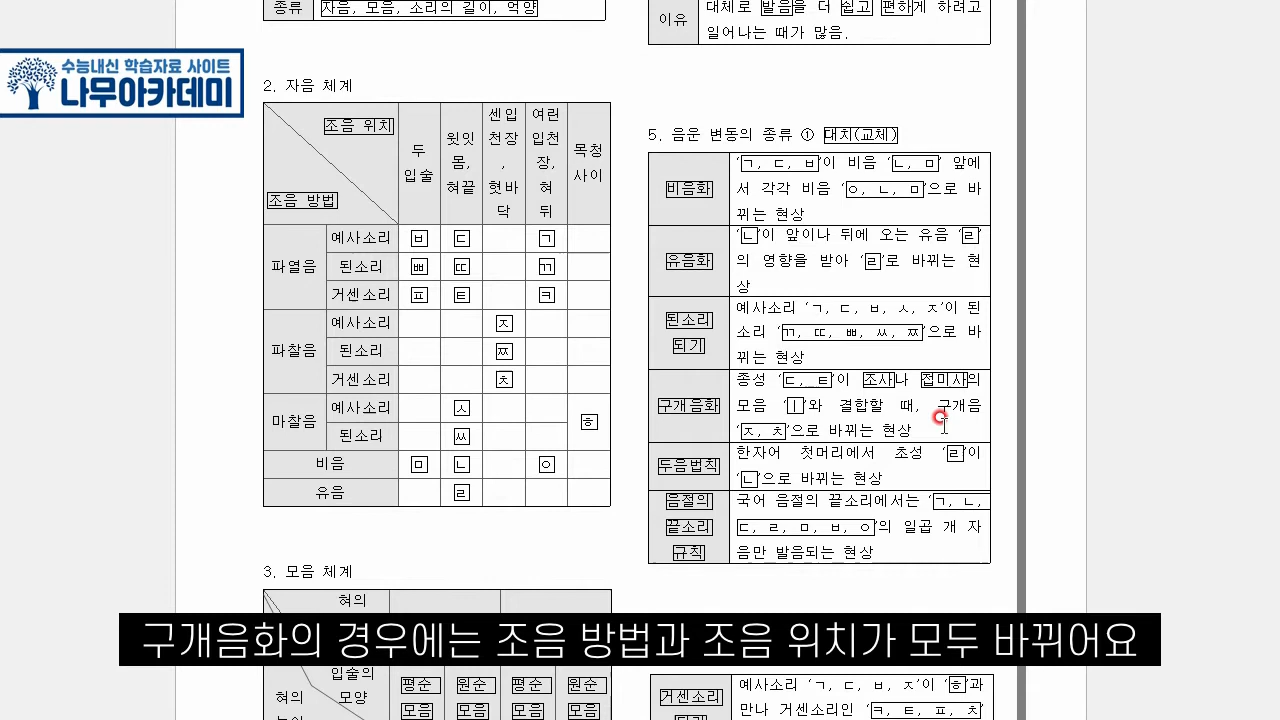 종류 자음, 모음, 소리의 길이, 억양
수능내신 학습자료 사이트
나무아카데미
2. 자음 체계
조음 위치
조음 방법
두 입술
윗잇몸, 혀끝
센입천장, 혓바닥
여린입천장, 혀 뒤
목청 사이
파열음 예사소리 ㅂ ㄷ ㄱ
된소리 ㅃ ㄸ ㄲ
거센소리 ㅍ ㅌ ㅋ
파찰음 예사소리 ㅈ
된소리 ㅉ
거센소리 ㅊ
마찰음 예사소리 ㅅ ㅎ
된소리 ㅆ
비음 ㅁ ㄴ ㅇ
유음 ㄹ
3. 모음 체계
혀의
입술의
모양
혀의
평순 원순 평순 원순
모음 모음 모음 모음
이유
대체로 발음을 더 쉽고 편하게 하려고
일어나는 때가 많음.
5. 음운 변동의 종류 ① 대치(교체)
비음화
'ㄱ, ㄷ, ㅂ'이 비음 'ㄴ, ㅁ' 앞에
서 각각 비음 'ㅇ, ㄴ, ㅁ'으로 바
뀌는 현상
유음화
'ㄴ'이 앞이나 뒤에 오는 유음 'ㄹ'
의 영향을 받아 'ㄹ'로 바뀌는 현
상
된소리
되기
예사소리 'ㄱ, ㄷ, ㅂ, ㅅ, ㅈ'이 된
소리 'ㄲ, ㄸ, ㅃ, ㅆ, ㅉ'으로 바
뀌는 현상
구개음화
종성 'ㄷ, ㅌ'이 조사나 접미사의
모음 'ㅣ'와 결합할 때, 구개음
'ㅈ, ㅊ'으로 바뀌는 현상
두음법칙
한자어 첫머리에서 초성 'ㄹ'이
'ㄴ'으로 바뀌는 현상
음절의
끝소리
규칙
국어 음절의 끝소리에서는 'ㄱ, ㄴ,
ㄷ, ㄹ, ㅁ, ㅂ, ㅇ'의 일곱 개 자
음만 발음되는 현상
구개음화의 경우에는 조음 방법과 조음 위치가 모두 바뀌어요
거센소리
예사소리 'ㄱ, ㄷ, ㅂ, ㅈ'이 'ㅎ'과
만나 거센소리인 'ㅋ, ㅌ, ㅍ, ㅊ'